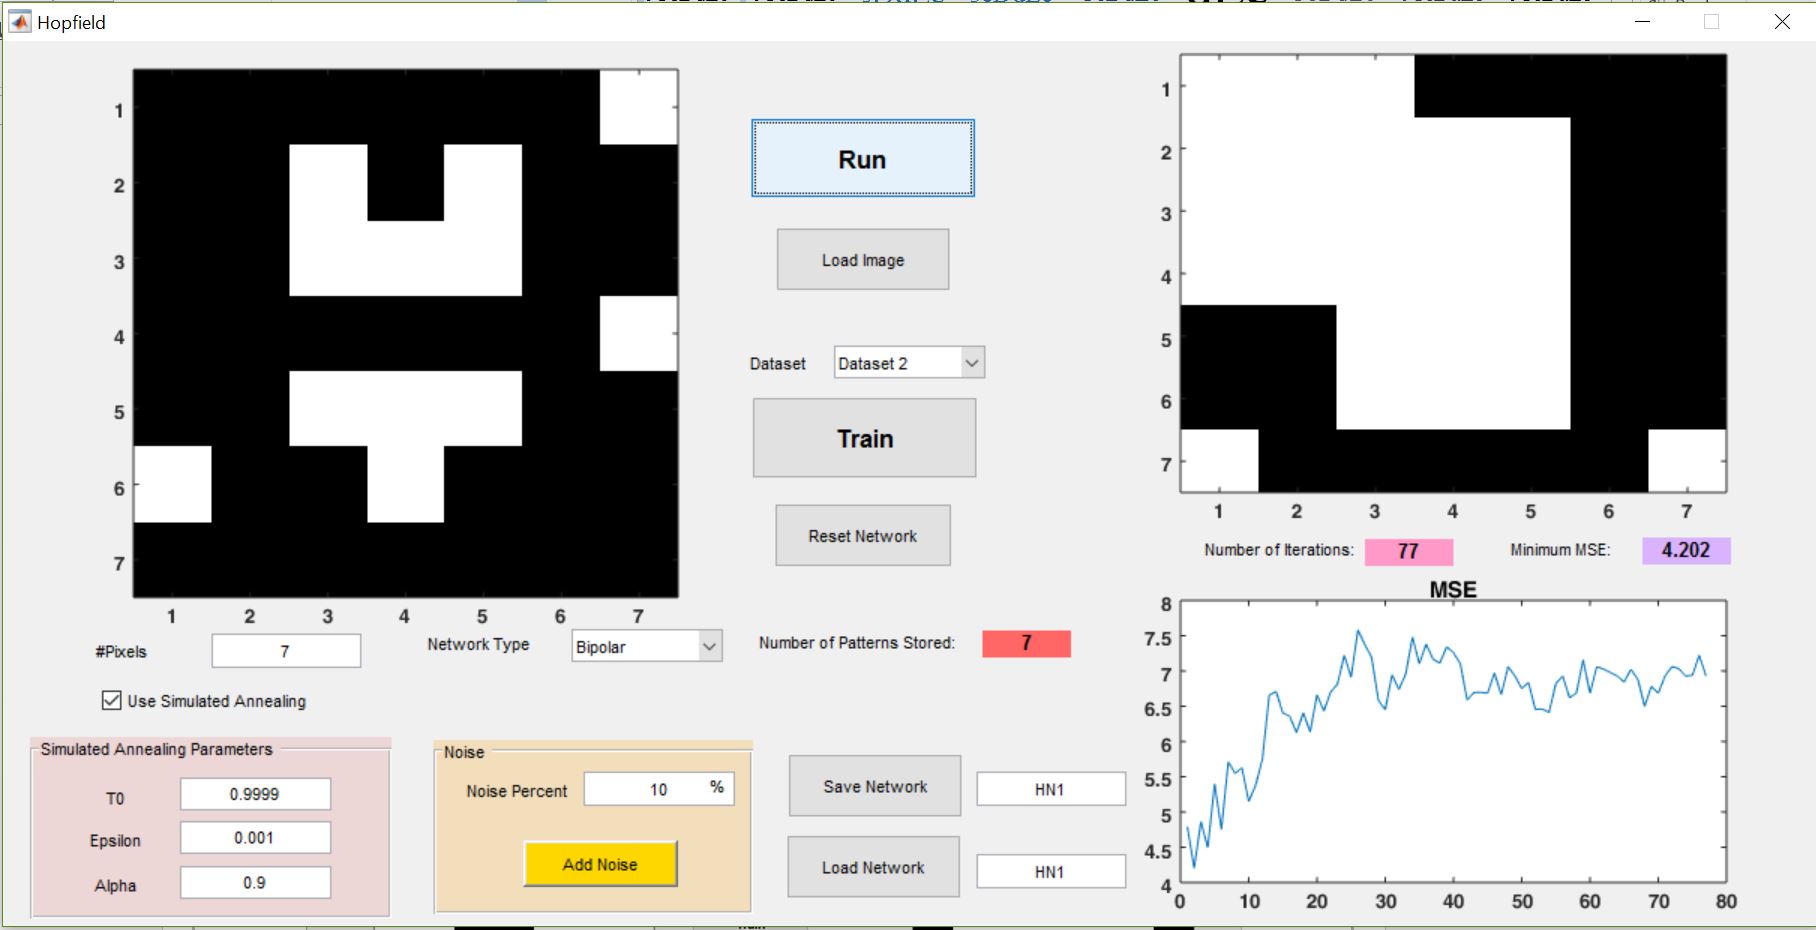 Hopfield
1
2
3
4
5
6
7
1 2 3 4 5 6 7
#Pixels 7
Network Type Bipolar
Use Simulated Annealing
Simulated Annealing Parameters
T0 0.9999
Epsilon 0.001
Alpha 0.9
Noise
Noise Percent 10 %
Add Noise
Run
Load Image
Dataset Dataset 2
Train
Reset Network
Number of Patterns Stored: 7
Save Network HN1
Load Network HN1
1
2
3
4
5
6
7
1 2 3 4 5 6 7
Number of Iterations: 77 Minimum MSE: 4.202
MSE
8
7.5
7
6.5
6
5.5
5
4.5
4
0 10 20 30 40 50 60 70 80